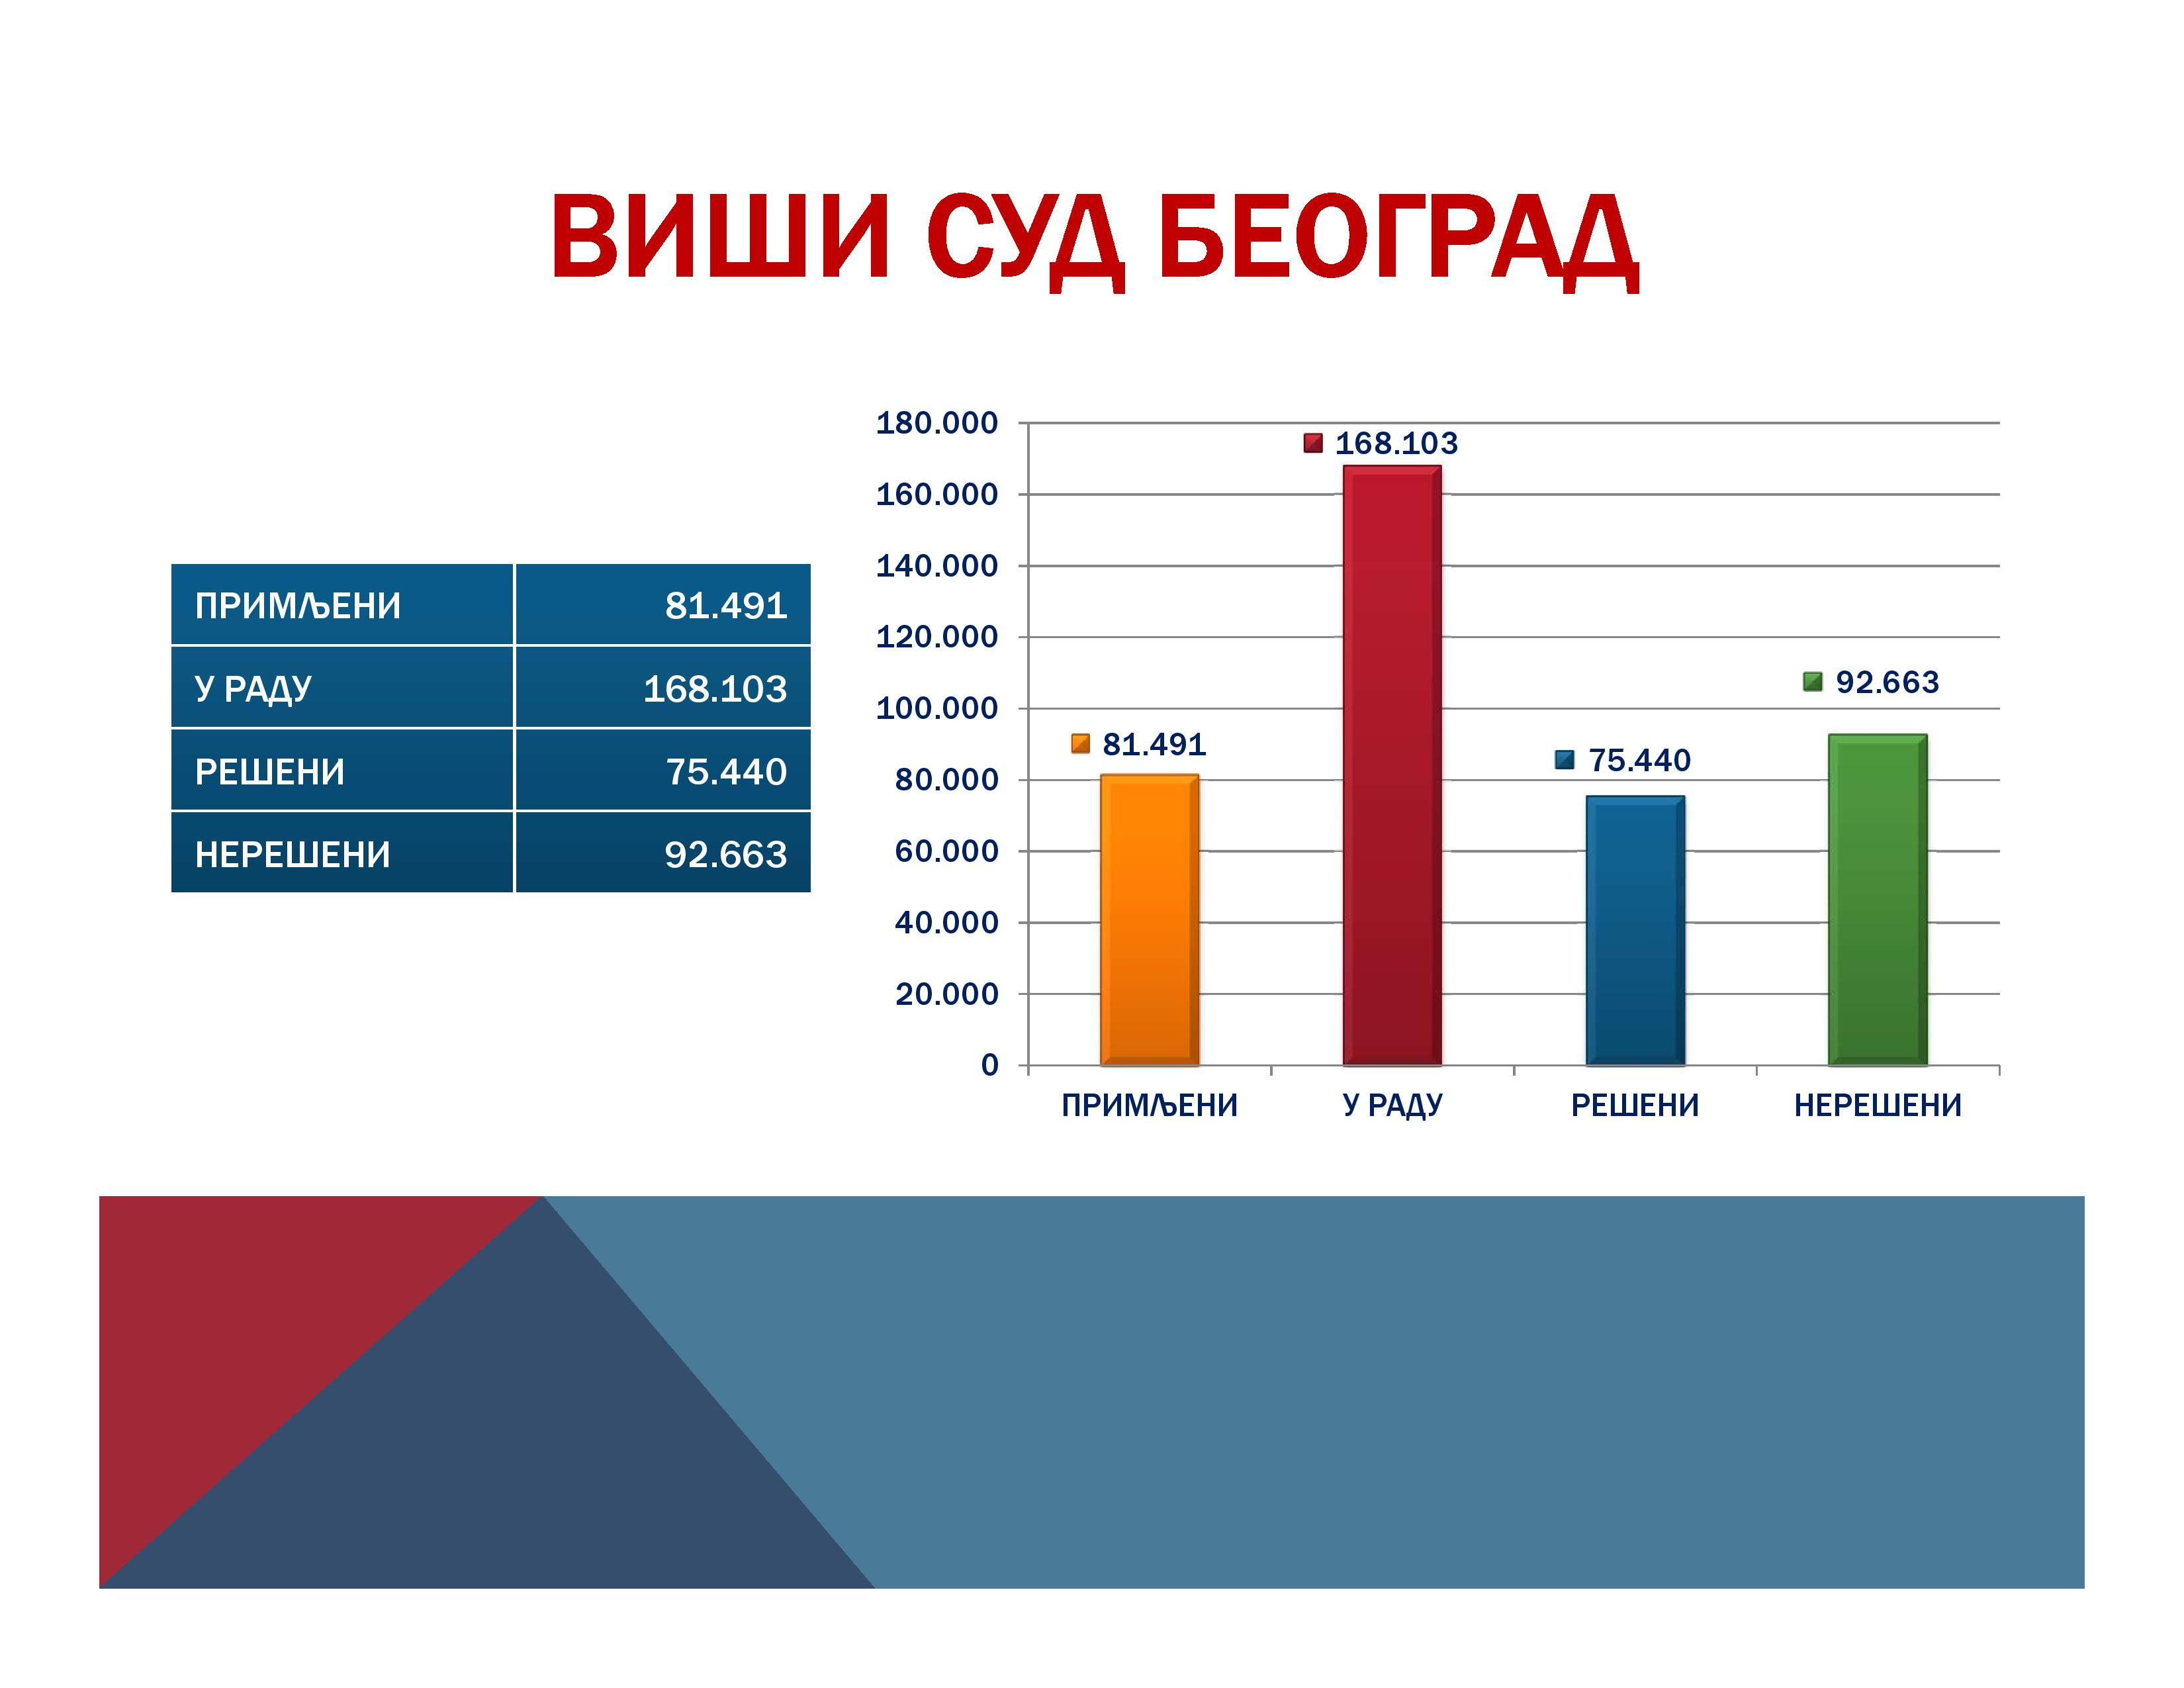 ВИШИ СУД БЕОГРАД
ПРИМЉЕНИ 81.491
У РАДУ 168.103
РЕШЕНИ 75.440
НЕРЕШЕНИ 92.663
180.000
160.000
140.000
120.000
100.000
80.000
60.000
40.000
20.000
0
81.491
168.103
75.440
92.663
ПРИМЉЕНИ У РАДУ РЕШЕНИ НЕРЕШЕНИ